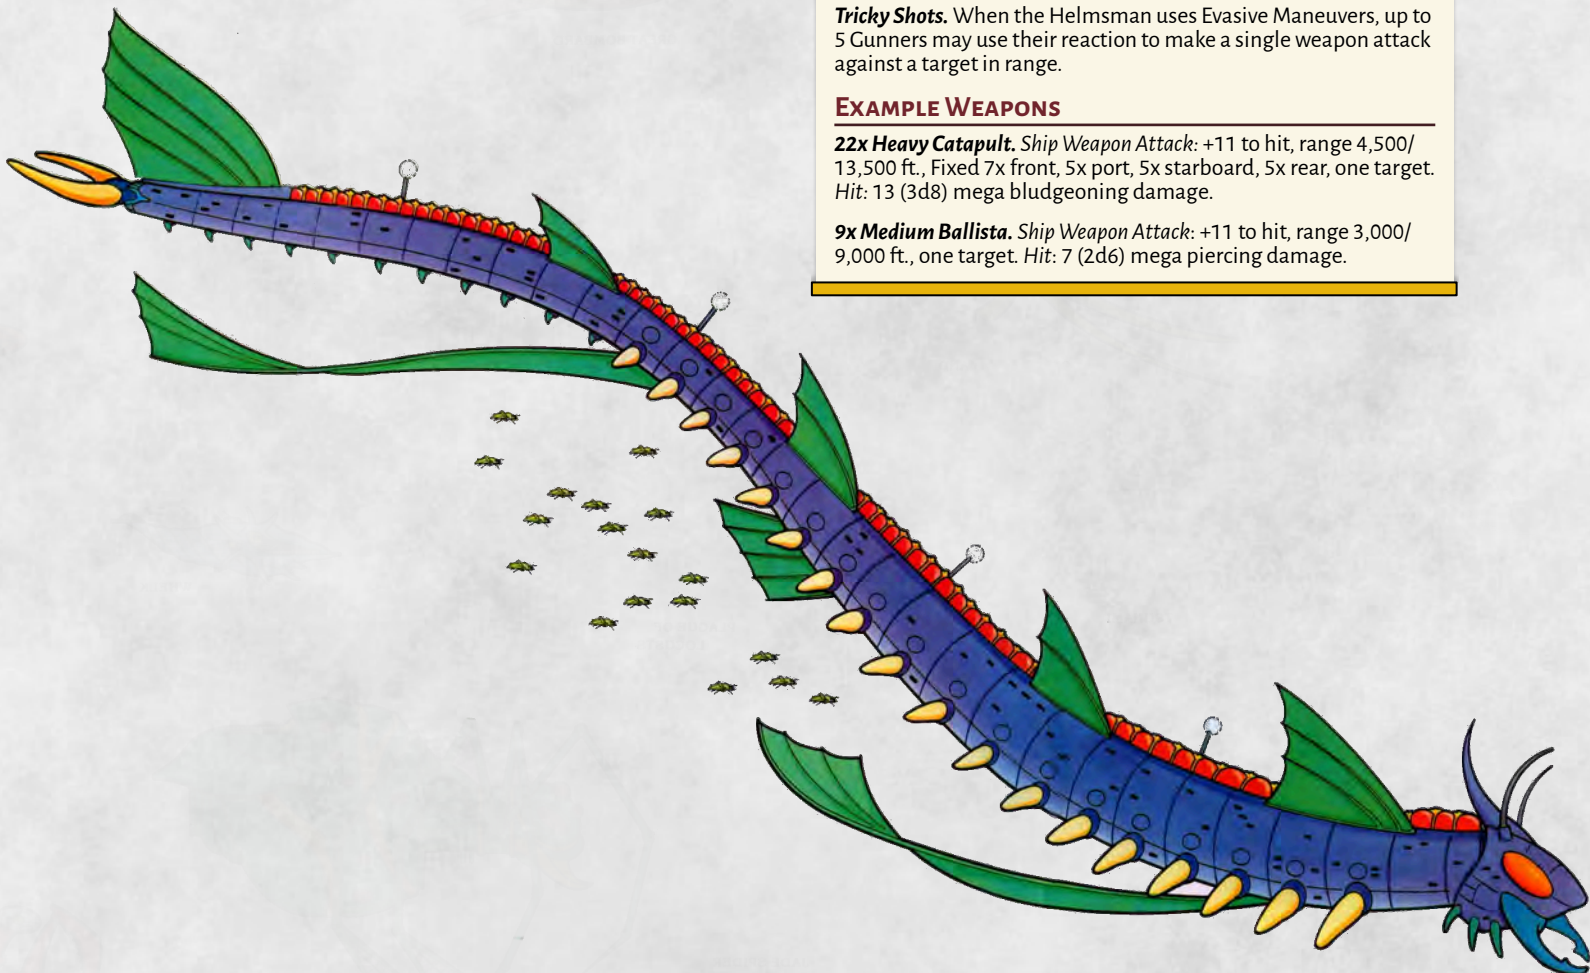 Tricky Shots. When the Helmsman uses Evasive Maneuvers, up to
5 Gunners may use their reaction to make a single weapon attack
against a target in range.
Example Weapons
22x Heavy Catapult. Ship Weapon Attack: +11 to hit, range 4,500/
13,500 ft., Fixed 7x front, 5x port, 5x starboard, 5x rear, one target.
Hit: 13 (3d8) mega bludgeoning damage.
9x Medium Ballista. Ship Weapon Attack: +11 to hit, range 3,000/
9,000 ft., one target. Hit: 7 (2d6) mega piercing damage.